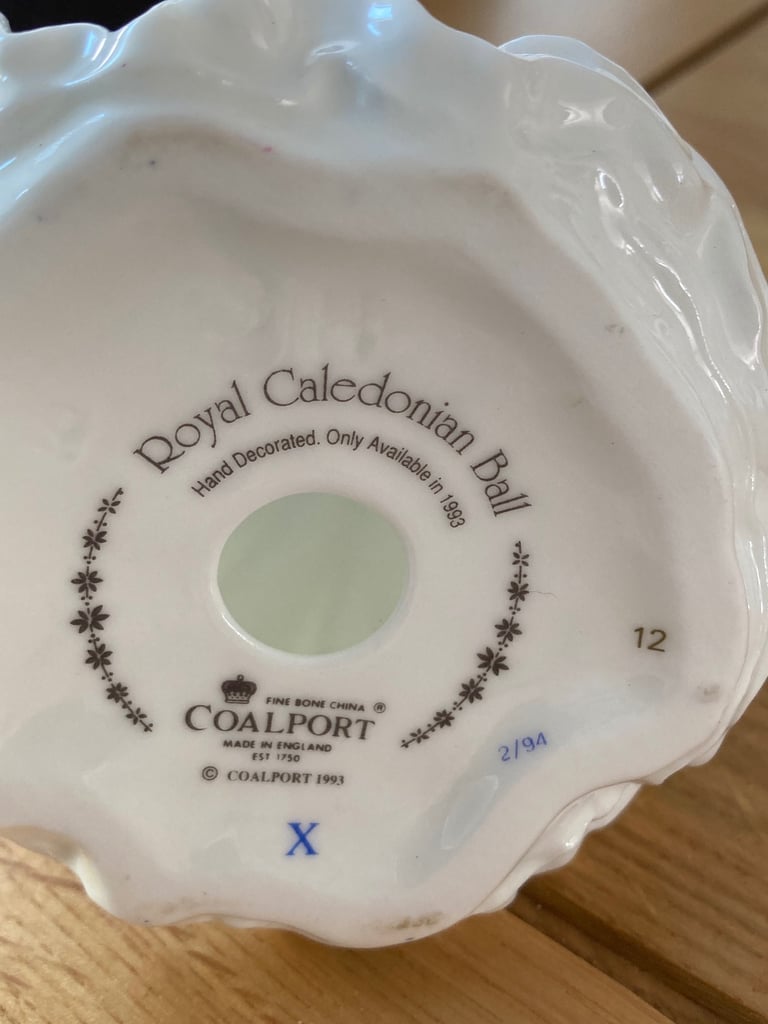 Royal Caledonian Ball
Hand Decorated. Only Available in 1993
FINE BONE CHINA ®
COALPORT
MADE IN ENGLAND
EST 1750
© COALPORT 1993
12
2/94
X